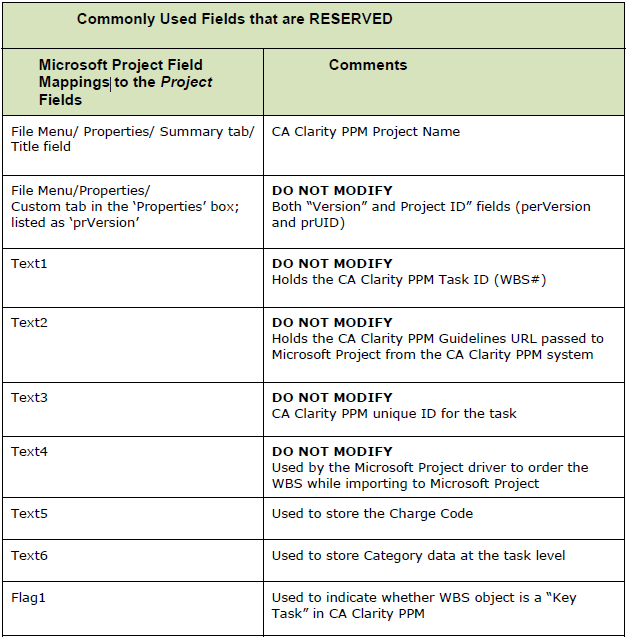 Commonly Used Fields that are RESERVED
Microsoft Project Field
Mappings to the Project
Fields
Comments
File Menu/ Properties/ Summary tab/
Title field
CA Clarity PPM Project Name
File Menu/Properties/
Custom tab in the ‘Properties’ box;
listed as ‘prVersion’
DO NOT MODIFY
Both “Version” and Project ID” fields (perVersion
and prUID)
Text1
DO NOT MODIFY
Holds the CA Clarity PPM Task ID (WBS#)
Text2
DO NOT MODIFY
Holds the CA Clarity PPM Guidelines URL passed to
Microsoft Project from the CA Clarity PPM system
Text3
DO NOT MODIFY
CA Clarity PPM unique ID for the task
Text4
DO NOT MODIFY
Used by the Microsoft Project driver to order the
WBS while importing to Microsoft Project
Text5
Used to store the Charge Code
Text6
Used to store Category data at the task level
Flag1
Used to indicate whether WBS object is a “Key
Task” in CA Clarity PPM